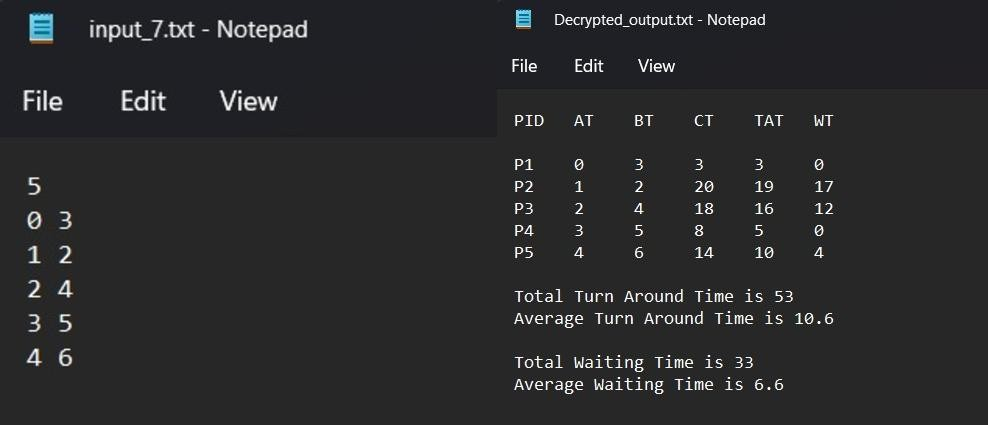 input_7.txt - Notepad
File Edit View
5
0 3
1 2
2 4
3 5
4 6
Decrypted_output.txt - Notepad
File Edit View
PID AT BT CT TAT WT
P1 0 3 3 3 0
P2 1 2 20 19 17
P3 2 4 18 16 12
P4 3 5 8 5 0
P5 4 6 14 10 4
Total Turn Around Time is 53
Average Turn Around Time is 10.6
Total Waiting Time is 33
Average Waiting Time is 6.6